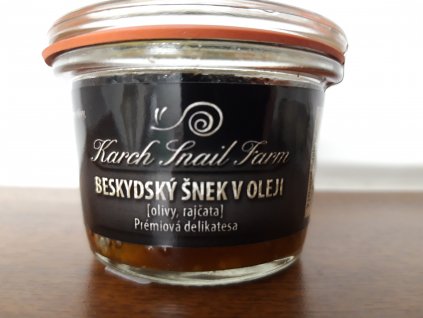 Karch Snail Farm
BESKYDSKÝ ŠNEK V OLEJI
[olivy, rajčata]
Prémiová delikatesa